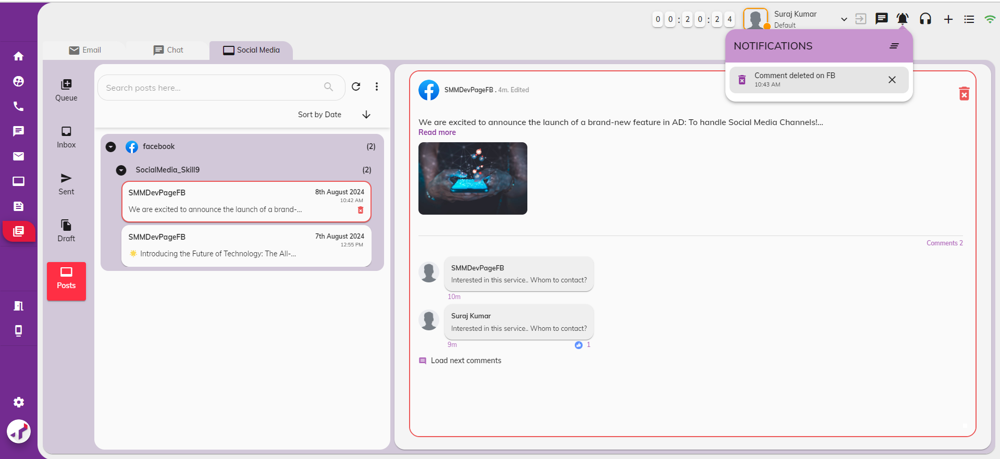 0 0 : 2 0 : 2 4
Suraj Kumar
Default
Email
Chat
Social Media
NOTIFICATIONS
Comment deleted on FB
10:43 AM
Queue
Inbox
Sent
Draft
Posts
Search posts here...
Sort by Date
facebook (2)
SocialMedia_Skill9 (2)
SMMDevPageFB 8th August 2024
10:42 AM
We are excited to announce the launch of a brand-...
SMMDevPageFB 7th August 2024
12:55 PM
🌟 Introducing the Future of Technology: The All-...
SMMDevPageFB . 4m. Edited
We are excited to announce the launch of a brand-new feature in AD: To handle Social Media Channels!...
Read more
Comments 2
SMMDevPageFB
Interested in this service.. Whom to contact?
10m
Suraj Kumar
Interested in this service.. Whom to contact?
9m 1
Load next comments